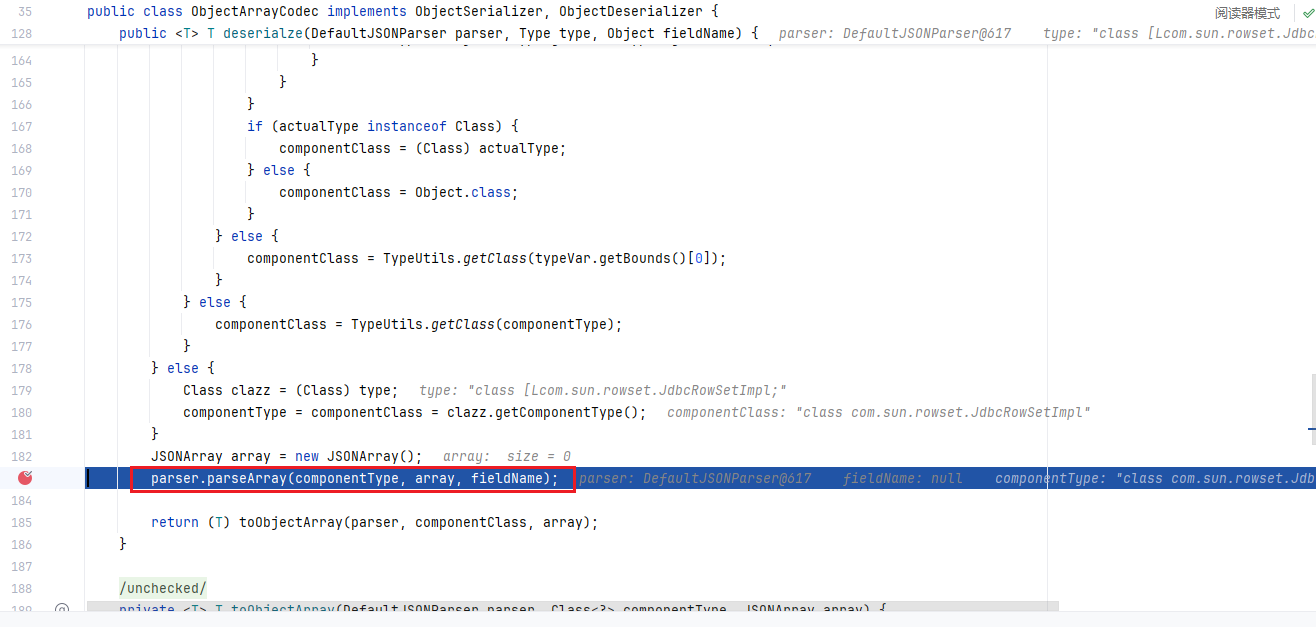 35 public class ObjectArrayCodec implements ObjectSerializer, ObjectDeserializer { 阅读器模式
128 public <T> T deserialze(DefaultJSONParser parser, Type type, Object fieldName) { parser: DefaultJSONParser@617 type: "class [Lcom.sun.rowset.Jdbc
164 }
165 }
166 }
167 if (actualType instanceof Class) {
168 componentClass = (Class) actualType;
169 } else {
170 componentClass = Object.class;
171 }
172 } else {
173 componentClass = TypeUtils.getClass(typeVar.getBounds()[0]);
174 }
175 } else {
176 componentClass = TypeUtils.getClass(componentType);
177 }
178 } else {
179 Class clazz = (Class) type; type: "class [Lcom.sun.rowset.JdbcRowSetImpl;"
180 componentType = componentClass = clazz.getComponentType(); componentClass: "class com.sun.rowset.JdbcRowSetImpl"
181 }
182 JSONArray array = new JSONArray(); array: size = 0
parser.parseArray(componentType, array, fieldName); parser: DefaultJSONParser@617 fieldName: null componentType: "class com.sun.rowset.Jdb
184
185 return (T) toObjectArray(parser, componentClass, array);
186 }
187
188 /unchecked/
189 private <T> T toObjectArray(DefaultJSONParser parser, Class<?> componentType, JSONArray array) {